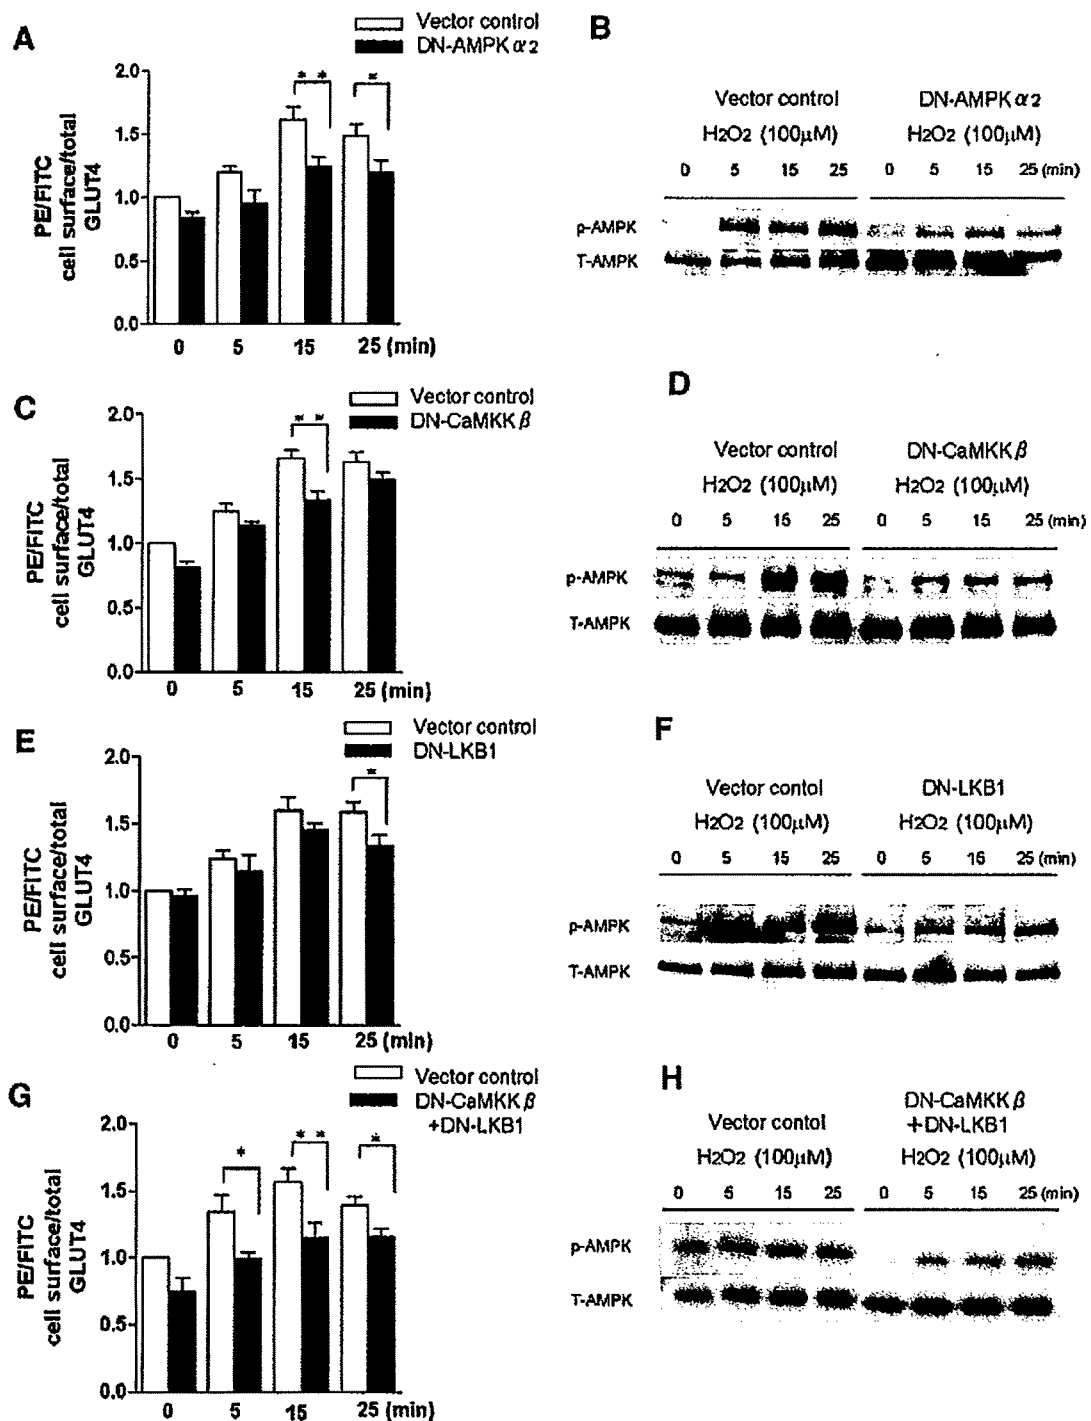 A
Vector control
DN-AMPK α2
PE/FITC
cell surface/total
GLUT4
2.0
1.5
1.0
0.5
0.0
* *
*
0 5 15 25 (min)
B
Vector control DN-AMPK α2
H2O2 (100μM) H2O2 (100μM)
0 5 15 25 0 5 15 25 (min)
p-AMPK
T-AMPK
C
Vector control
DN-CaMKK β
PE/FITC
cell surface/total
GLUT4
2.0
1.5
1.0
0.5
0.0
* *
0 5 15 25 (min)
D
Vector control DN-CaMKK β
H2O2 (100μM) H2O2 (100μM)
0 5 15 25 0 5 15 25 (min)
p-AMPK
T-AMPK
E
Vector control
DN-LKB1
PE/FITC
cell surface/total
GLUT4
2.0
1.5
1.0
0.5
0.0
*
0 5 15 25 (min)
F
Vector contol DN-LKB1
H2O2 (100μM) H2O2 (100μM)
0 5 15 25 0 5 15 25 (min)
p-AMPK
T-AMPK
G
Vector control
DN-CaMKK β
+DN-LKB1
PE/FITC
cell surface/total
GLUT4
2.0
1.5
1.0
0.5
0.0
*
* *
*
0 5 15 25 (min)
H
Vector contol DN-CaMKK β
+DN-LKB1
H2O2 (100μM) H2O2 (100μM)
0 5 15 25 0 5 15 25 (min)
p-AMPK
T-AMPK